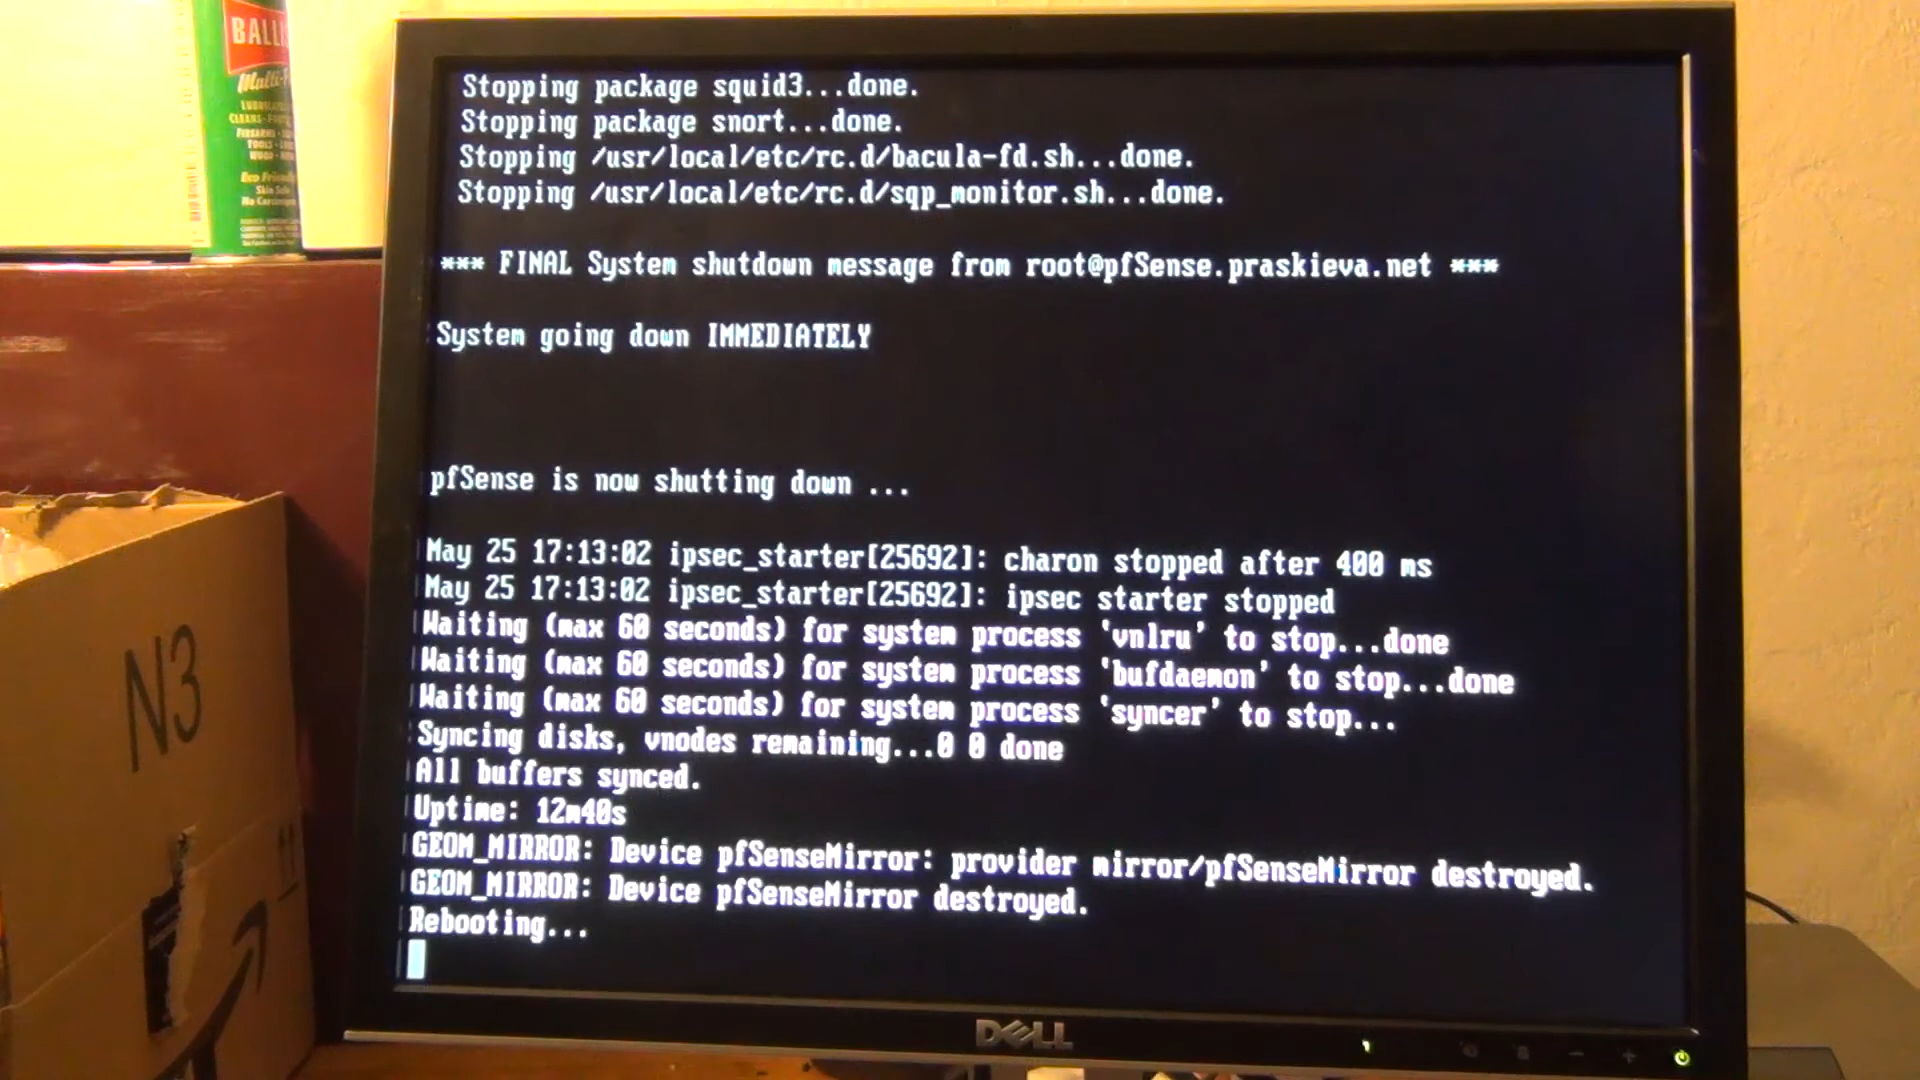 BALLI
Multi-P
Stopping package squid3...done.
Stopping package snort...done.
Stopping /usr/local/etc/rc.d/bacula-fd.sh...done.
Stopping /usr/local/etc/rc.d/sqp_monitor.sh...done.
*** FINAL System shutdown message from root@pfSense.praskieva.net ***
System going down IMMEDIATELY
pfSense is now shutting down ...
May 25 17:13:02 ipsec_starter[25692]: charon stopped after 400 ms
May 25 17:13:02 ipsec_starter[25692]: ipsec starter stopped
Waiting (max 60 seconds) for system process 'vnlru' to stop...done
Waiting (max 60 seconds) for system process 'bufdaemon' to stop...done
Waiting (max 60 seconds) for system process 'syncer' to stop...
Syncing disks, vnodes remaining...0 0 done
All buffers synced.
Uptime: 12m40s
GEOM_MIRROR: Device pfSenseMirror: provider mirror/pfSenseMirror destroyed.
GEOM_MIRROR: Device pfSenseMirror destroyed.
Rebooting...
N3
DELL